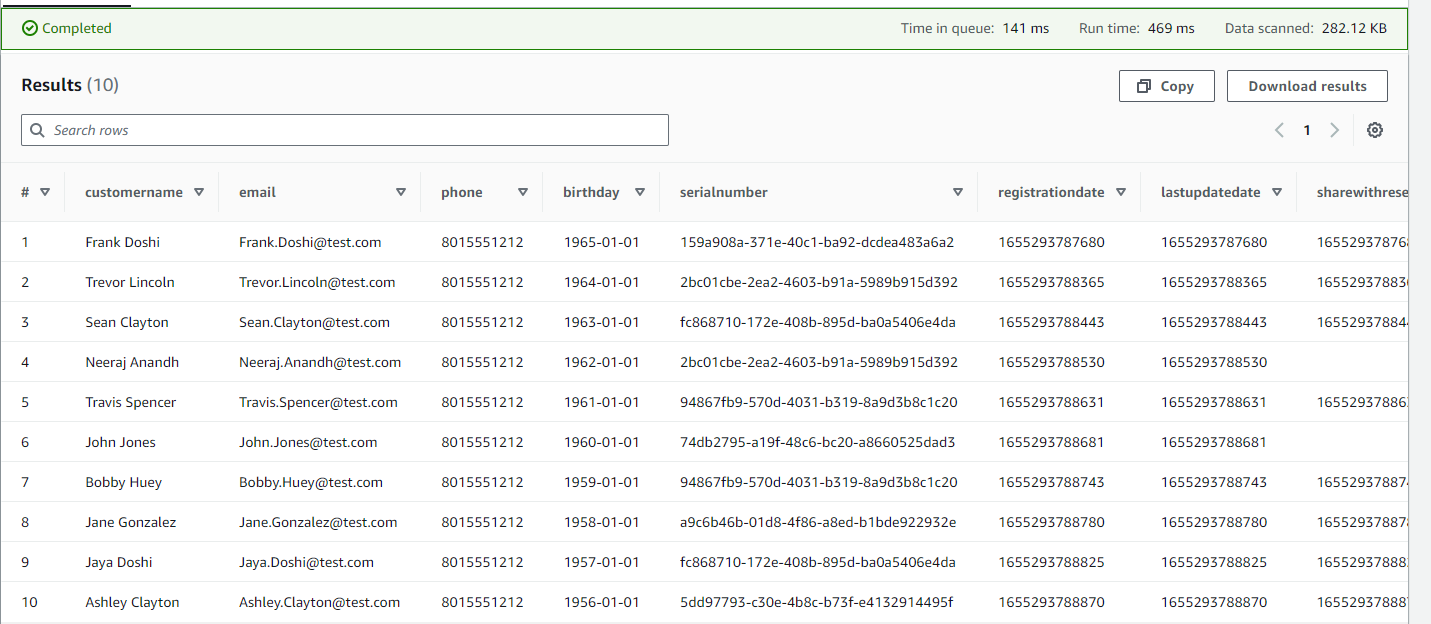 Completed Time in queue: 141 ms Run time: 469 ms Data scanned: 282.12 KB
Results (10) Copy Download results
Search rows 1
# customername email phone birthday serialnumber registrationdate lastupdatedate sharewithrese
1 Frank Doshi Frank.Doshi@test.com 8015551212 1965-01-01 159a908a-371e-40c1-ba92-dcdea483a6a2 1655293787680 1655293787680 165529378768
2 Trevor Lincoln Trevor.Lincoln@test.com 8015551212 1964-01-01 2bc01cbe-2ea2-4603-b91a-5989b915d392 1655293788365 1655293788365 16552937883
3 Sean Clayton Sean.Clayton@test.com 8015551212 1963-01-01 fc868710-172e-408b-895d-ba0a5406e4da 1655293788443 1655293788443 165529378844
4 Neeraj Anandh Neeraj.Anandh@test.com 8015551212 1962-01-01 2bc01cbe-2ea2-4603-b91a-5989b915d392 1655293788530 1655293788530
5 Travis Spencer Travis.Spencer@test.com 8015551212 1961-01-01 94867fb9-570d-4031-b319-8a9d3b8c1c20 1655293788631 1655293788631 16552937886
6 John Jones John.Jones@test.com 8015551212 1960-01-01 74db2795-a19f-48c6-bc20-a8660525dad3 1655293788681 1655293788681
7 Bobby Huey Bobby.Huey@test.com 8015551212 1959-01-01 94867fb9-570d-4031-b319-8a9d3b8c1c20 1655293788743 1655293788743 165529378874
8 Jane Gonzalez Jane.Gonzalez@test.com 8015551212 1958-01-01 a9c6b46b-01d8-4f86-a8ed-b1bde922932e 1655293788780 1655293788780 165529378878
9 Jaya Doshi Jaya.Doshi@test.com 8015551212 1957-01-01 fc868710-172e-408b-895d-ba0a5406e4da 1655293788825 1655293788825 16552937888
10 Ashley Clayton Ashley.Clayton@test.com 8015551212 1956-01-01 5dd97793-c30e-4b8c-b73f-e4132914495f 1655293788870 1655293788870 165529378887